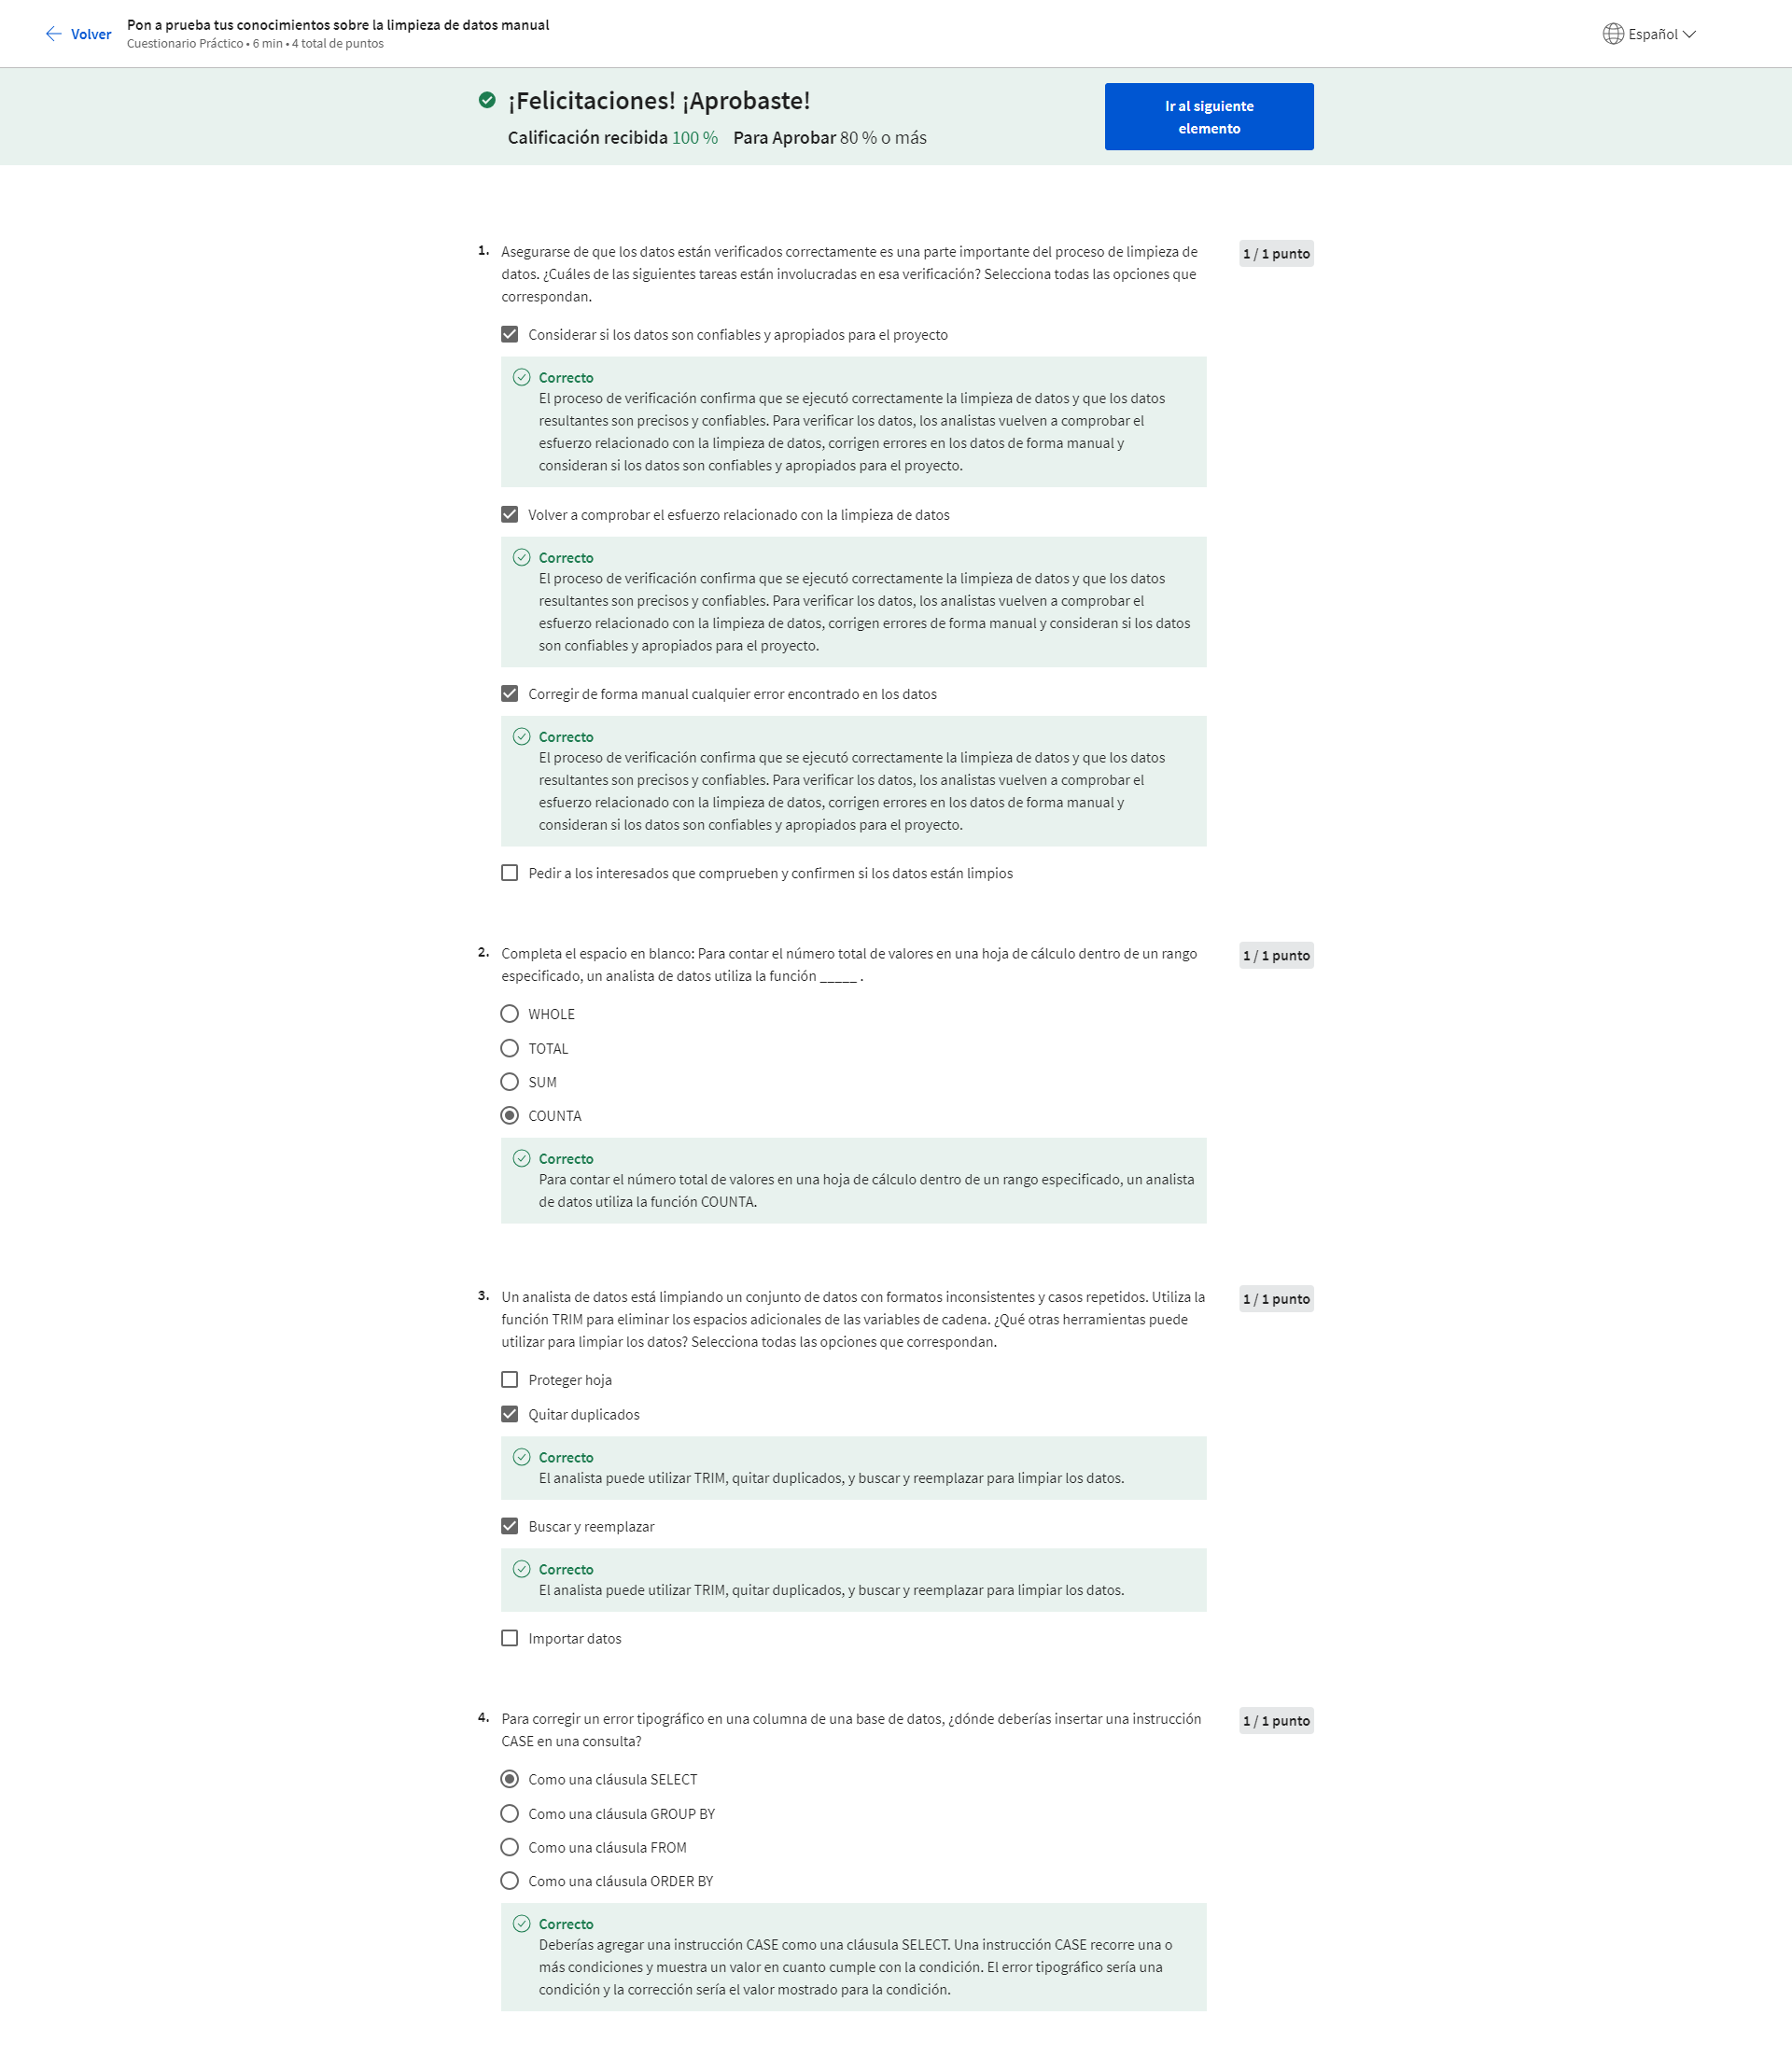 Volver
Pon a prueba tus conocimientos sobre la limpieza de datos manual
Cuestionario Práctico • 6 min • 4 total de puntos
Español
¡Felicitaciones! ¡Aprobaste!
Calificación recibida 100 % Para Aprobar 80 % o más
Ir al siguiente
elemento
1. Asegurarse de que los datos están verificados correctamente es una parte importante del proceso de limpieza de
datos. ¿Cuáles de las siguientes tareas están involucradas en esa verificación? Selecciona todas las opciones que
correspondan.
1 / 1 punto
Considerar si los datos son confiables y apropiados para el proyecto
Correcto
El proceso de verificación confirma que se ejecutó correctamente la limpieza de datos y que los datos
resultantes son precisos y confiables. Para verificar los datos, los analistas vuelven a comprobar el
esfuerzo relacionado con la limpieza de datos, corrigen errores en los datos de forma manual y
consideran si los datos son confiables y apropiados para el proyecto.
Volver a comprobar el esfuerzo relacionado con la limpieza de datos
Correcto
El proceso de verificación confirma que se ejecutó correctamente la limpieza de datos y que los datos
resultantes son precisos y confiables. Para verificar los datos, los analistas vuelven a comprobar el
esfuerzo relacionado con la limpieza de datos, corrigen errores de forma manual y consideran si los datos
son confiables y apropiados para el proyecto.
Corregir de forma manual cualquier error encontrado en los datos
Correcto
El proceso de verificación confirma que se ejecutó correctamente la limpieza de datos y que los datos
resultantes son precisos y confiables. Para verificar los datos, los analistas vuelven a comprobar el
esfuerzo relacionado con la limpieza de datos, corrigen errores en los datos de forma manual y
consideran si los datos son confiables y apropiados para el proyecto.
Pedir a los interesados que comprueben y confirmen si los datos están limpios
2. Completa el espacio en blanco: Para contar el número total de valores en una hoja de cálculo dentro de un rango
especificado, un analista de datos utiliza la función _____ .
1 / 1 punto
WHOLE
TOTAL
SUM
COUNTA
Correcto
Para contar el número total de valores en una hoja de cálculo dentro de un rango especificado, un analista
de datos utiliza la función COUNTA.
3. Un analista de datos está limpiando un conjunto de datos con formatos inconsistentes y casos repetidos. Utiliza la
función TRIM para eliminar los espacios adicionales de las variables de cadena. ¿Qué otras herramientas puede
utilizar para limpiar los datos? Selecciona todas las opciones que correspondan.
1 / 1 punto
Proteger hoja
Quitar duplicados
Correcto
El analista puede utilizar TRIM, quitar duplicados, y buscar y reemplazar para limpiar los datos.
Buscar y reemplazar
Correcto
El analista puede utilizar TRIM, quitar duplicados, y buscar y reemplazar para limpiar los datos.
Importar datos
4. Para corregir un error tipográfico en una columna de una base de datos, ¿dónde deberías insertar una instrucción
CASE en una consulta?
1 / 1 punto
Como una cláusula SELECT
Como una cláusula GROUP BY
Como una cláusula FROM
Como una cláusula ORDER BY
Correcto
Deberías agregar una instrucción CASE como una cláusula SELECT. Una instrucción CASE recorre una o
más condiciones y muestra un valor en cuanto cumple con la condición. El error tipográfico sería una
condición y la corrección sería el valor mostrado para la condición.